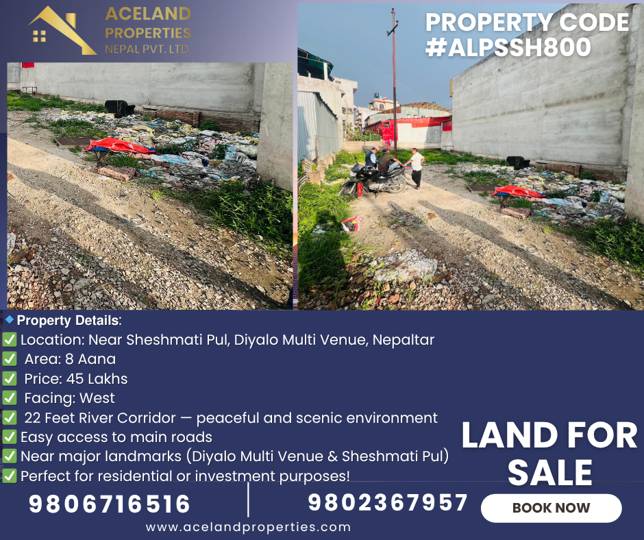 ACELAND
PROPERTIES
NEPAL PVT. LTD.
PROPERTY CODE
#ALPSSH800
Property Details:
Location: Near Sheshmati Pul, Diyalo Multi Venue, Nepaltar
Area: 8 Aana
Price: 45 Lakhs
Facing: West
22 Feet River Corridor — peaceful and scenic environment
Easy access to main roads
Near major landmarks (Diyalo Multi Venue & Sheshmati Pul)
Perfect for residential or investment purposes!
LAND FOR
SALE
9806716516 | 9802367957
BOOK NOW
www.acelandproperties.com